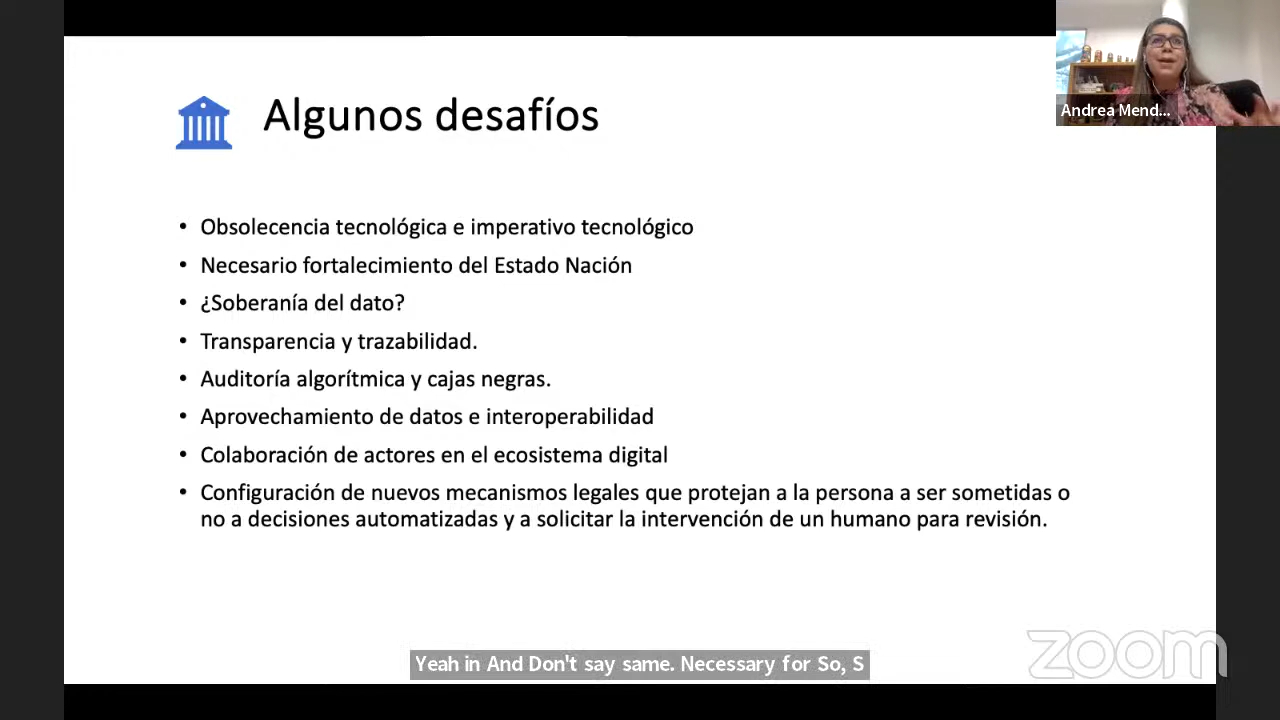 Algunos desafíos
• Obsolecencia tecnológica e imperativo tecnológico
• Necesario fortalecimiento del Estado Nación
• ¿Soberanía del dato?
• Transparencia y trazabilidad.
• Auditoría algorítmica y cajas negras.
• Aprovechamiento de datos e interoperabilidad
• Colaboración de actores en el ecosistema digital
• Configuración de nuevos mecanismos legales que protejan a la persona a ser sometidas o
no a decisiones automatizadas y a solicitar la intervención de un humano para revisión.
Andrea Mend...
Yeah in And Don't say same. Necessary for So, S
zoom